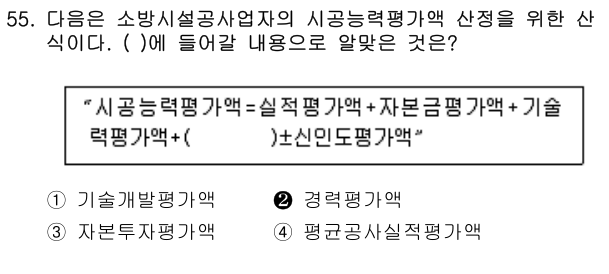 55. 다음은 소방시설공사업자의 시공능력평가액 산정을 위한 산
식이다. ( )에 들어갈 내용으로 알맞은 것은?
“시공능력평가액=실적평가액+자본금평가액+기술
력평가액+( )±신인도평가액“
① 기술개발평가액 ❷ 경력평가액
③ 자본투자평가액 ④ 평균공사실적평가액